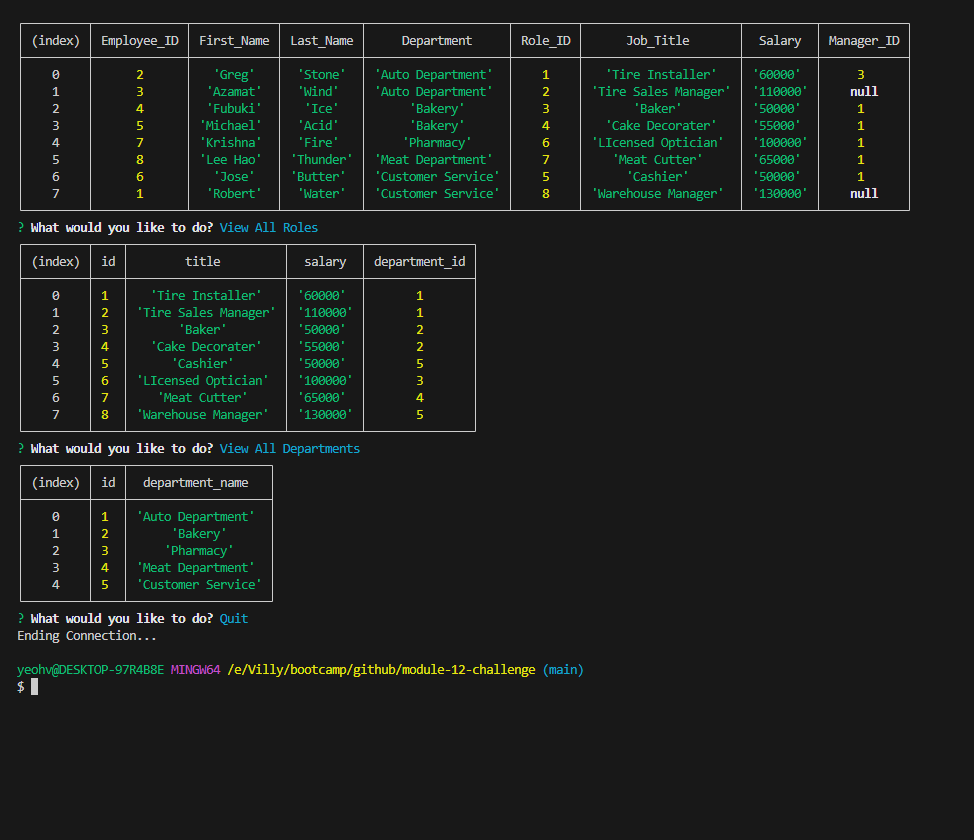 (index) Employee_ID First_Name Last_Name Department Role_ID Job_Title Salary Manager_ID
0 2 'Greg' 'Stone' 'Auto Department' 1 'Tire Installer' '60000' 3
1 3 'Azamat' 'Wind' 'Auto Department' 2 'Tire Sales Manager' '110000' null
2 4 'Fubuki' 'Ice' 'Bakery' 3 'Baker' '50000' 1
3 5 'Michael' 'Acid' 'Bakery' 4 'Cake Decorater' '55000' 1
4 7 'Krishna' 'Fire' 'Pharmacy' 6 'LIcensed Optician' '100000' 1
5 8 'Lee Hao' 'Thunder' 'Meat Department' 7 'Meat Cutter' '65000' 1
6 6 'Jose' 'Butter' 'Customer Service' 5 'Cashier' '50000' 1
7 1 'Robert' 'Water' 'Customer Service' 8 'Warehouse Manager' '130000' null
? What would you like to do? View All Roles
(index) id title salary department_id
0 1 'Tire Installer' '60000' 1
1 2 'Tire Sales Manager' '110000' 1
2 3 'Baker' '50000' 2
3 4 'Cake Decorater' '55000' 2
4 5 'Cashier' '50000' 5
5 6 'LIcensed Optician' '100000' 3
6 7 'Meat Cutter' '65000' 4
7 8 'Warehouse Manager' '130000' 5
? What would you like to do? View All Departments
(index) id department_name
0 1 'Auto Department'
1 2 'Bakery'
2 3 'Pharmacy'
3 4 'Meat Department'
4 5 'Customer Service'
? What would you like to do? Quit
Ending Connection...
yeohv@DESKTOP-97R4B8E MINGW64 /e/Villy/bootcamp/github/module-12-challenge (main)
$